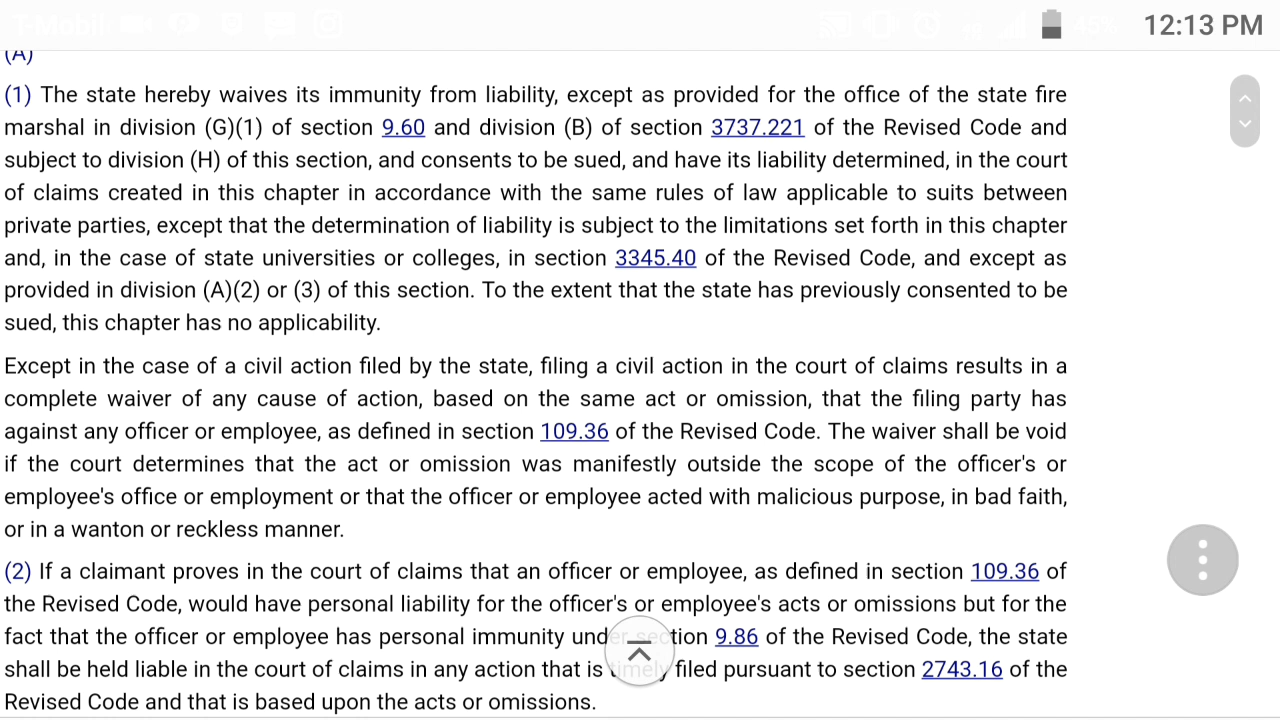 T-Mobil
45%
12:13 PM
(A)
(1) The state hereby waives its immunity from liability, except as provided for the office of the state fire
marshal in division (G)(1) of section 9.60 and division (B) of section 3737.221 of the Revised Code and
subject to division (H) of this section, and consents to be sued, and have its liability determined, in the court
of claims created in this chapter in accordance with the same rules of law applicable to suits between
private parties, except that the determination of liability is subject to the limitations set forth in this chapter
and, in the case of state universities or colleges, in section 3345.40 of the Revised Code, and except as
provided in division (A)(2) or (3) of this section. To the extent that the state has previously consented to be
sued, this chapter has no applicability.
Except in the case of a civil action filed by the state, filing a civil action in the court of claims results in a
complete waiver of any cause of action, based on the same act or omission, that the filing party has
against any officer or employee, as defined in section 109.36 of the Revised Code. The waiver shall be void
if the court determines that the act or omission was manifestly outside the scope of the officer's or
employee's office or employment or that the officer or employee acted with malicious purpose, in bad faith,
or in a wanton or reckless manner.
(2) If a claimant proves in the court of claims that an officer or employee, as defined in section 109.36 of
the Revised Code, would have personal liability for the officer's or employee's acts or omissions but for the
fact that the officer or employee has personal immunity under section 9.86 of the Revised Code, the state
shall be held liable in the court of claims in any action that is timely filed pursuant to section 2743.16 of the
Revised Code and that is based upon the acts or omissions.